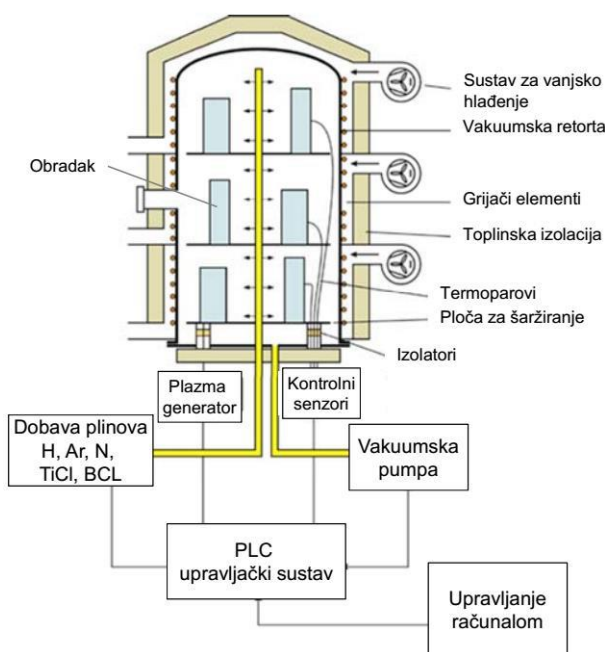 Sustav za vanjsko
hlađenje
Vakuumska retorta
Obradak
Grijači elementi
Toplinska izolacija
Termoparovi
Ploča za šaržiranje
Izolatori
Plazma
generator
Kontrolni
senzori
Dobava plinova
H, Ar, N,
TiCl, BCL
Vakuumska
pumpa
PLC
upravljački sustav
Upravljanje
računalom